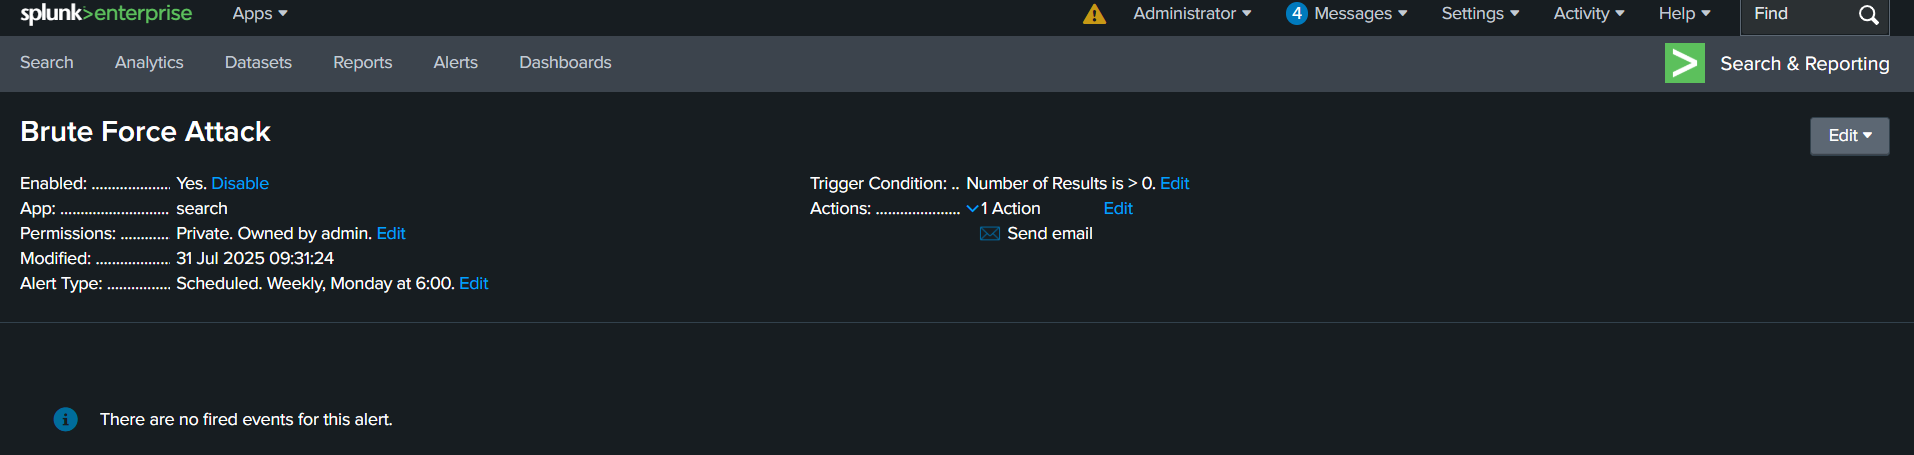 splunk>enterprise Apps Administrator 4 Messages Settings Activity Help Find
Search Analytics Datasets Reports Alerts Dashboards Search & Reporting
Brute Force Attack
Edit
Enabled: ................... Yes. Disable
App: ........................... search
Permissions: ............ Private. Owned by admin. Edit
Modified: .................. 31 Jul 2025 09:31:24
Alert Type: ................ Scheduled. Weekly, Monday at 6:00. Edit
Trigger Condition: .. Number of Results is > 0. Edit
Actions: ..................... 1 Action Edit
Send email
There are no fired events for this alert.